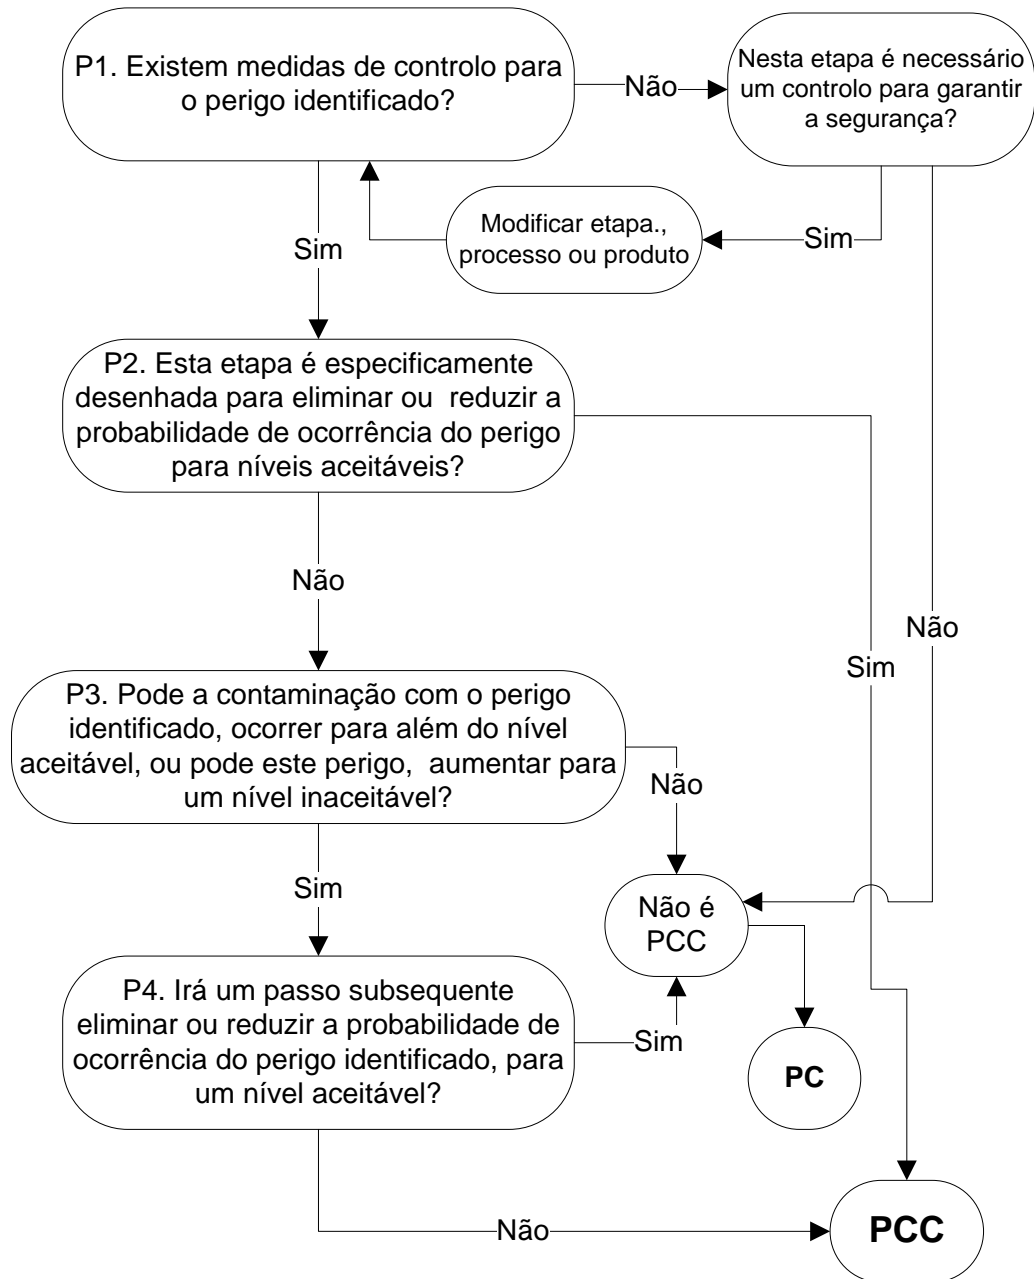 P1. Existem medidas de controlo para
o perigo identificado?
Não
Nesta etapa é necessário
um controlo para garantir
a segurança?
Sim
Modificar etapa.,
processo ou produto
Sim
P2. Esta etapa é especificamente
desenhada para eliminar ou  reduzir a
probabilidade de ocorrência do perigo
para níveis aceitáveis?
Não
Não
Sim
P3. Pode a contaminação com o perigo
identificado, ocorrer para além do nível
aceitável, ou pode este perigo,  aumentar para
um nível inaceitável?
Não
Sim
Não é
PCC
P4. Irá um passo subsequente
eliminar ou reduzir a probabilidade de
ocorrência do perigo identificado, para
um nível aceitável?
Sim
PC
Não
PCC